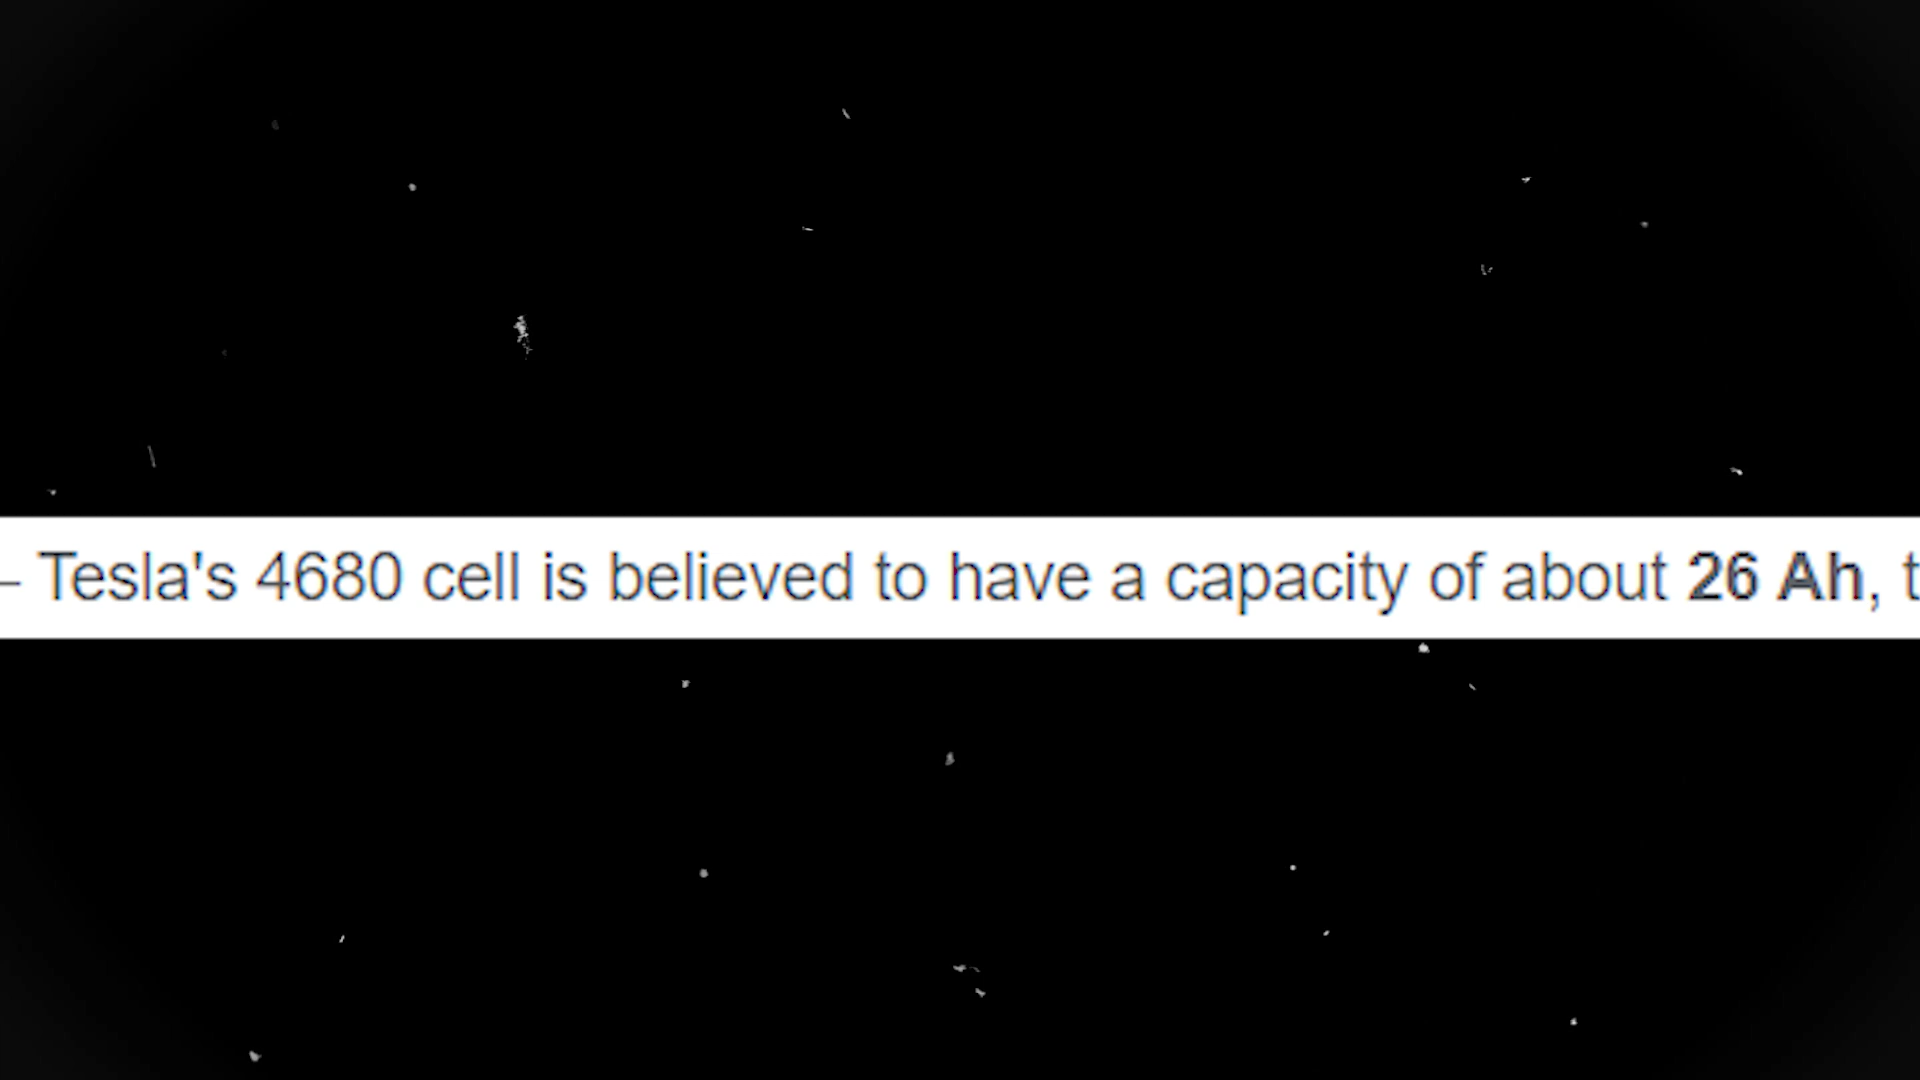 – Tesla's 4680 cell is believed to have a capacity of about 26 Ah, t